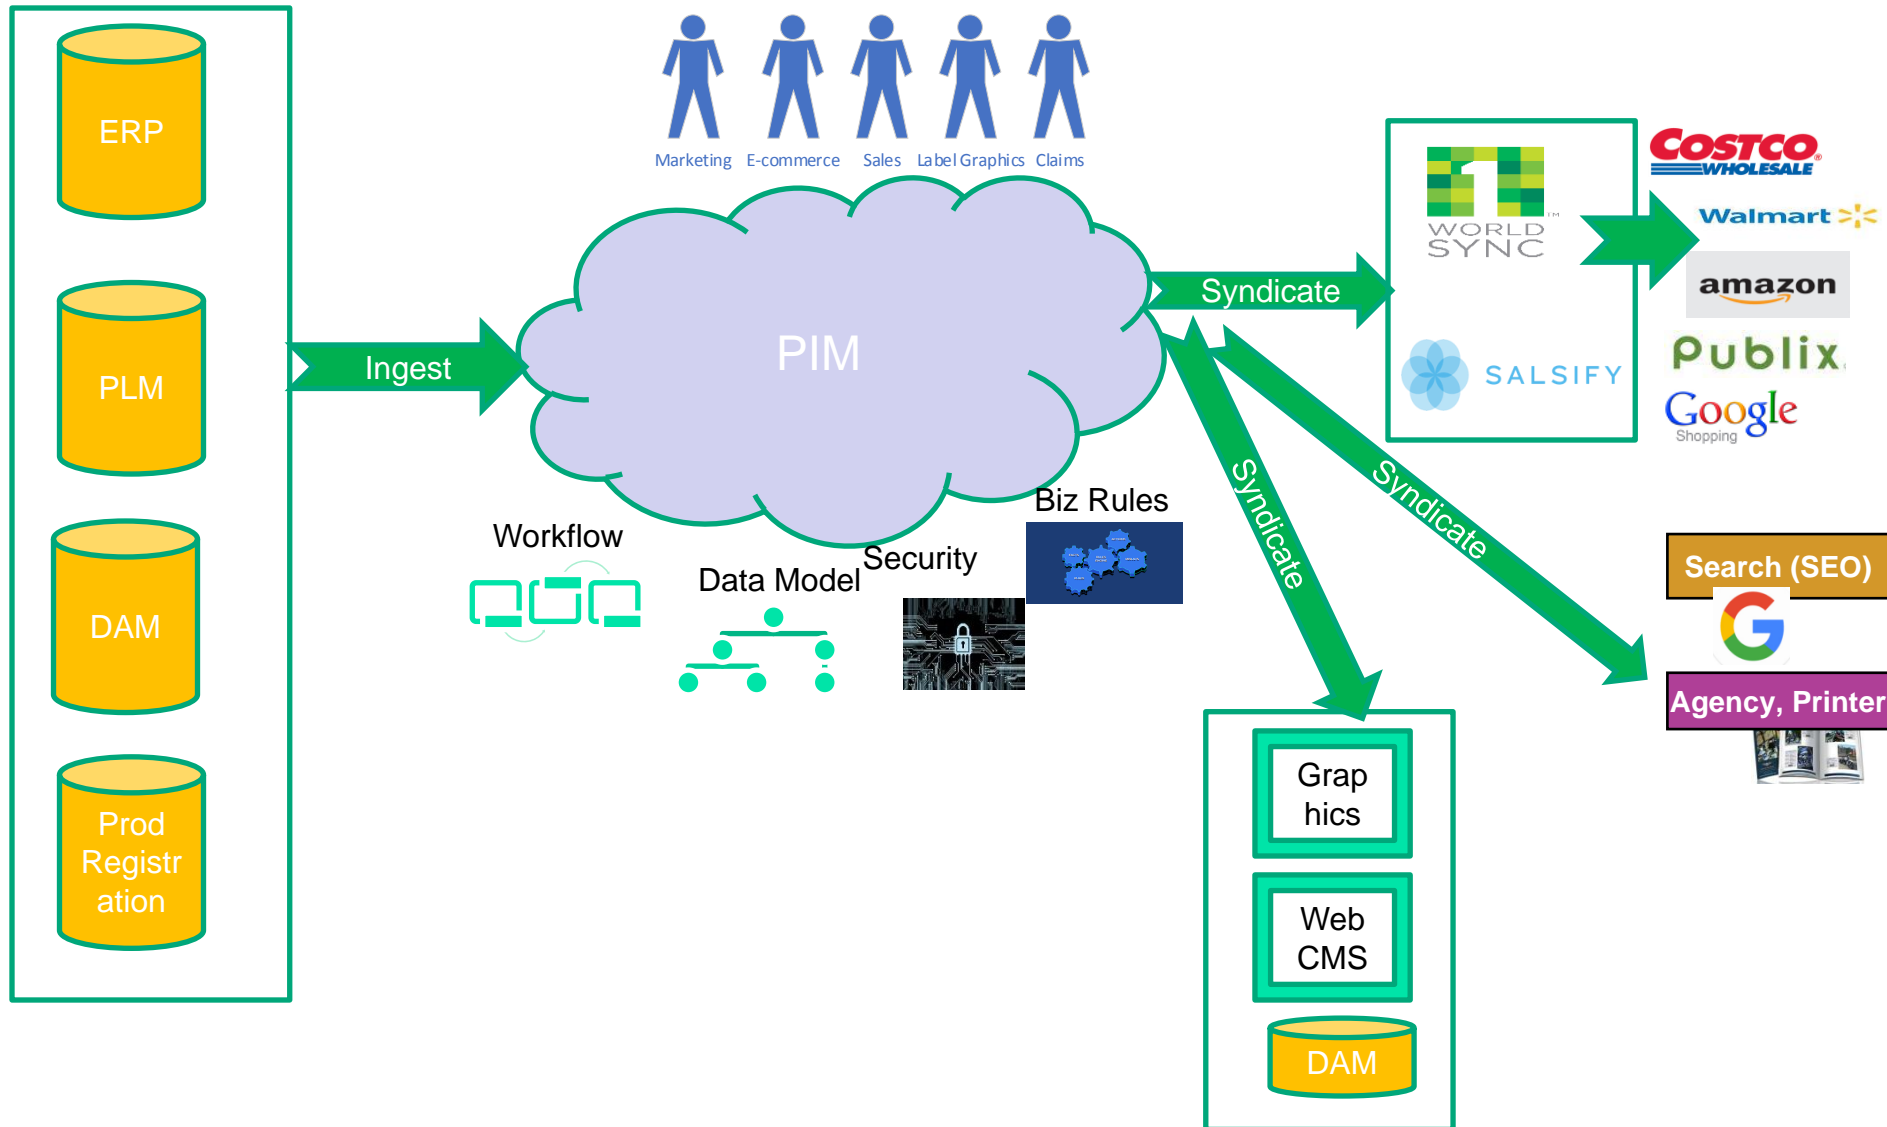 ERP
PLM
DAM
Prod
Registr
ation
Ingest
Marketing
E-commerce
Sales
Label Graphics
Claims
PIM
Workflow
Data Model
Security
Biz Rules
Syndicate
Syndicate
Syndicate
1
WORLD
SYNC
TM
SALSIFY
COSTCO
WHOLESALE
Walmart
amazon
Publix
Google
Shopping
Search (SEO)
G
Agency, Printer
Grap
hics
Web
CMS
DAM